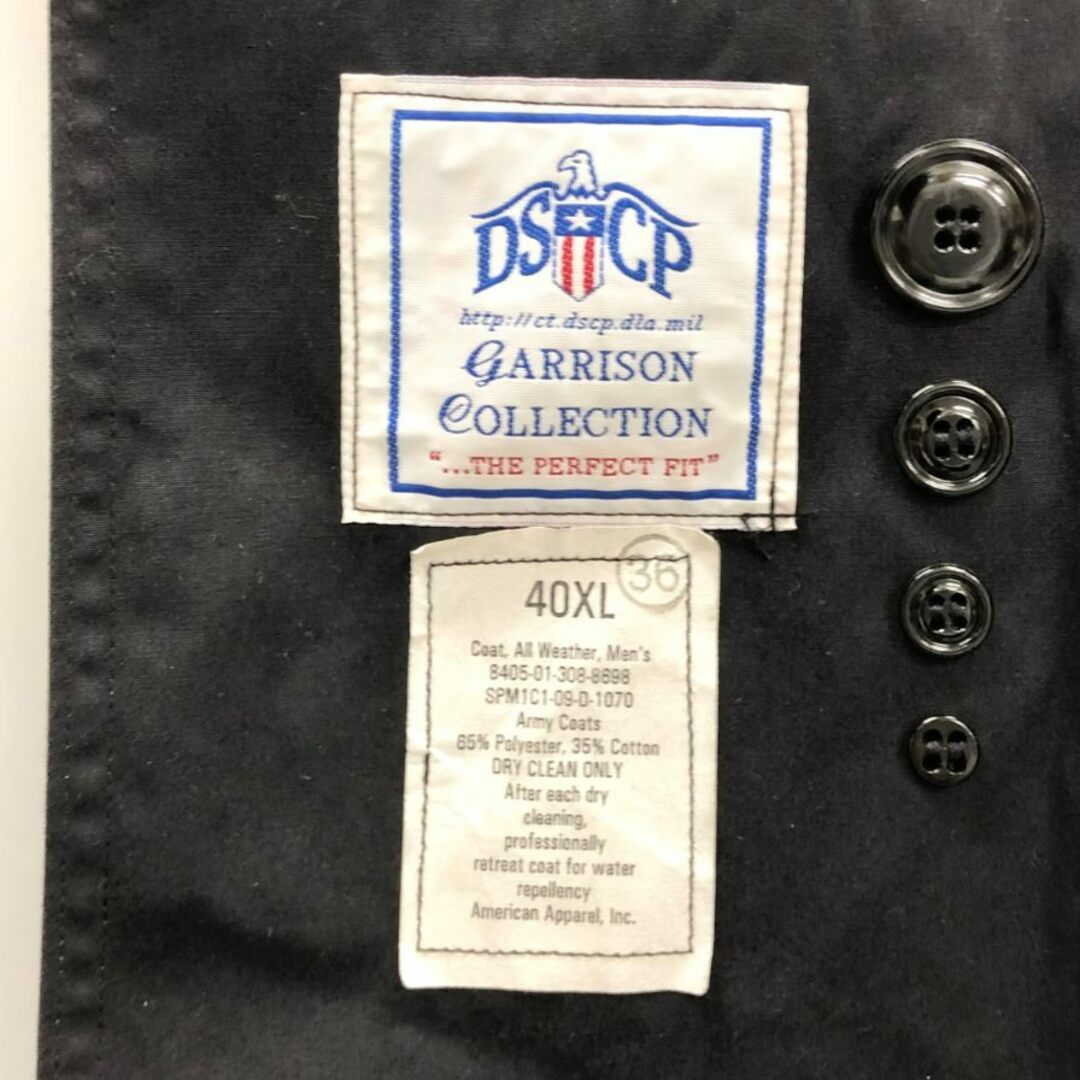 DSCP
http://ct.dscp.dla.mil
GARRISON
COLLECTION
"...THE PERFECT FIT"
36
40XL
Coat, All Weather, Men's
8405-01-308-8698
SPM1C1-09-D-1070
Army Coats
65% Polyester, 35% Cotton
DRY CLEAN ONLY
After each dry
cleaning,
professionally
retreat coat for water
repellency
American Apparel, Inc.